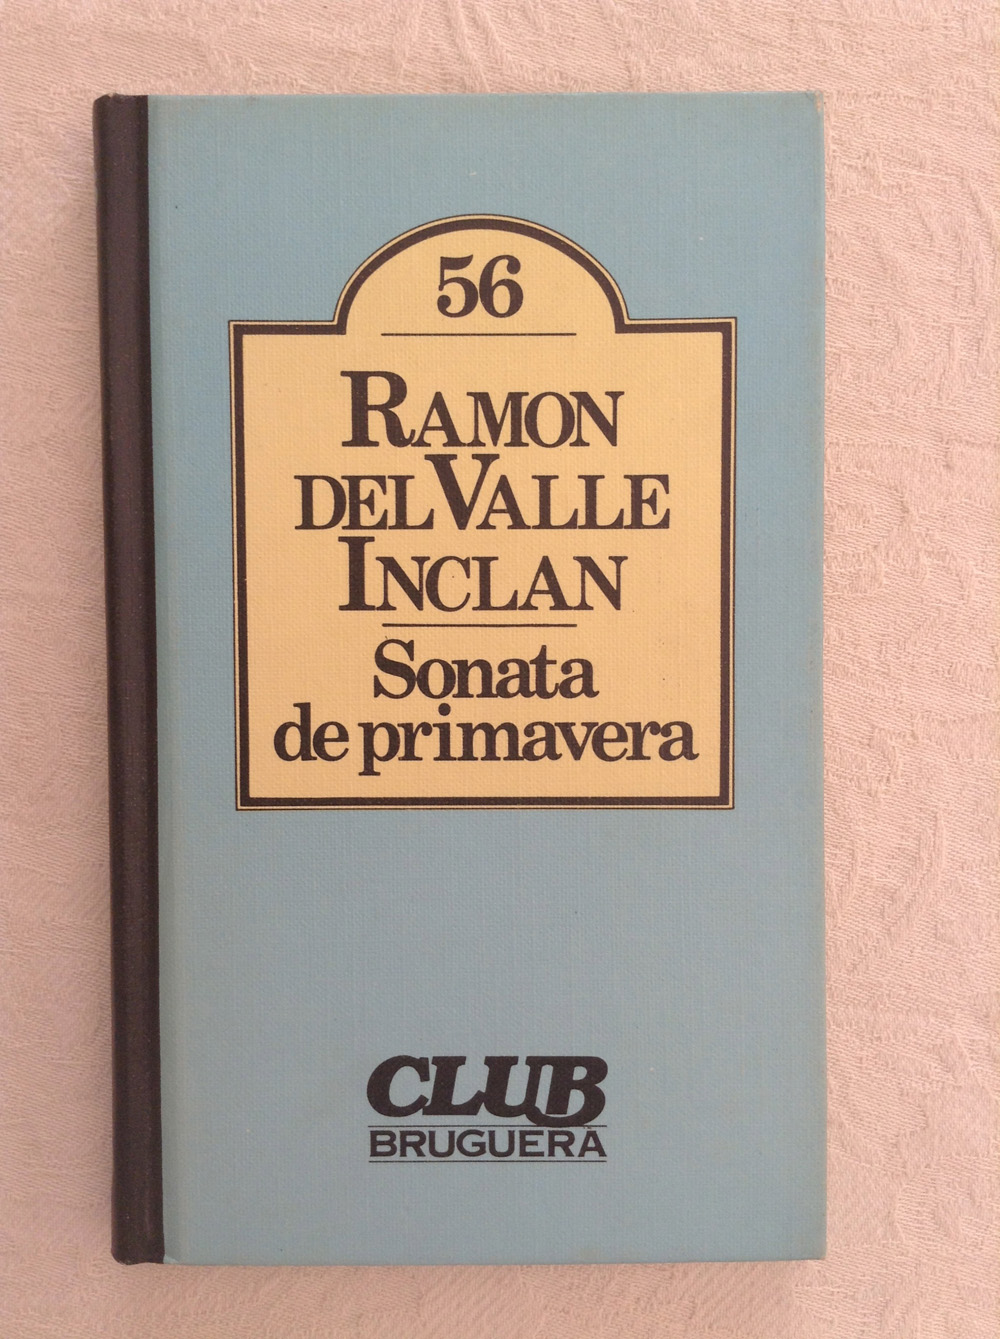 56
RAMON
DEL VALLE
INCLAN
Sonata
de primavera
CLUB
BRUGUERA